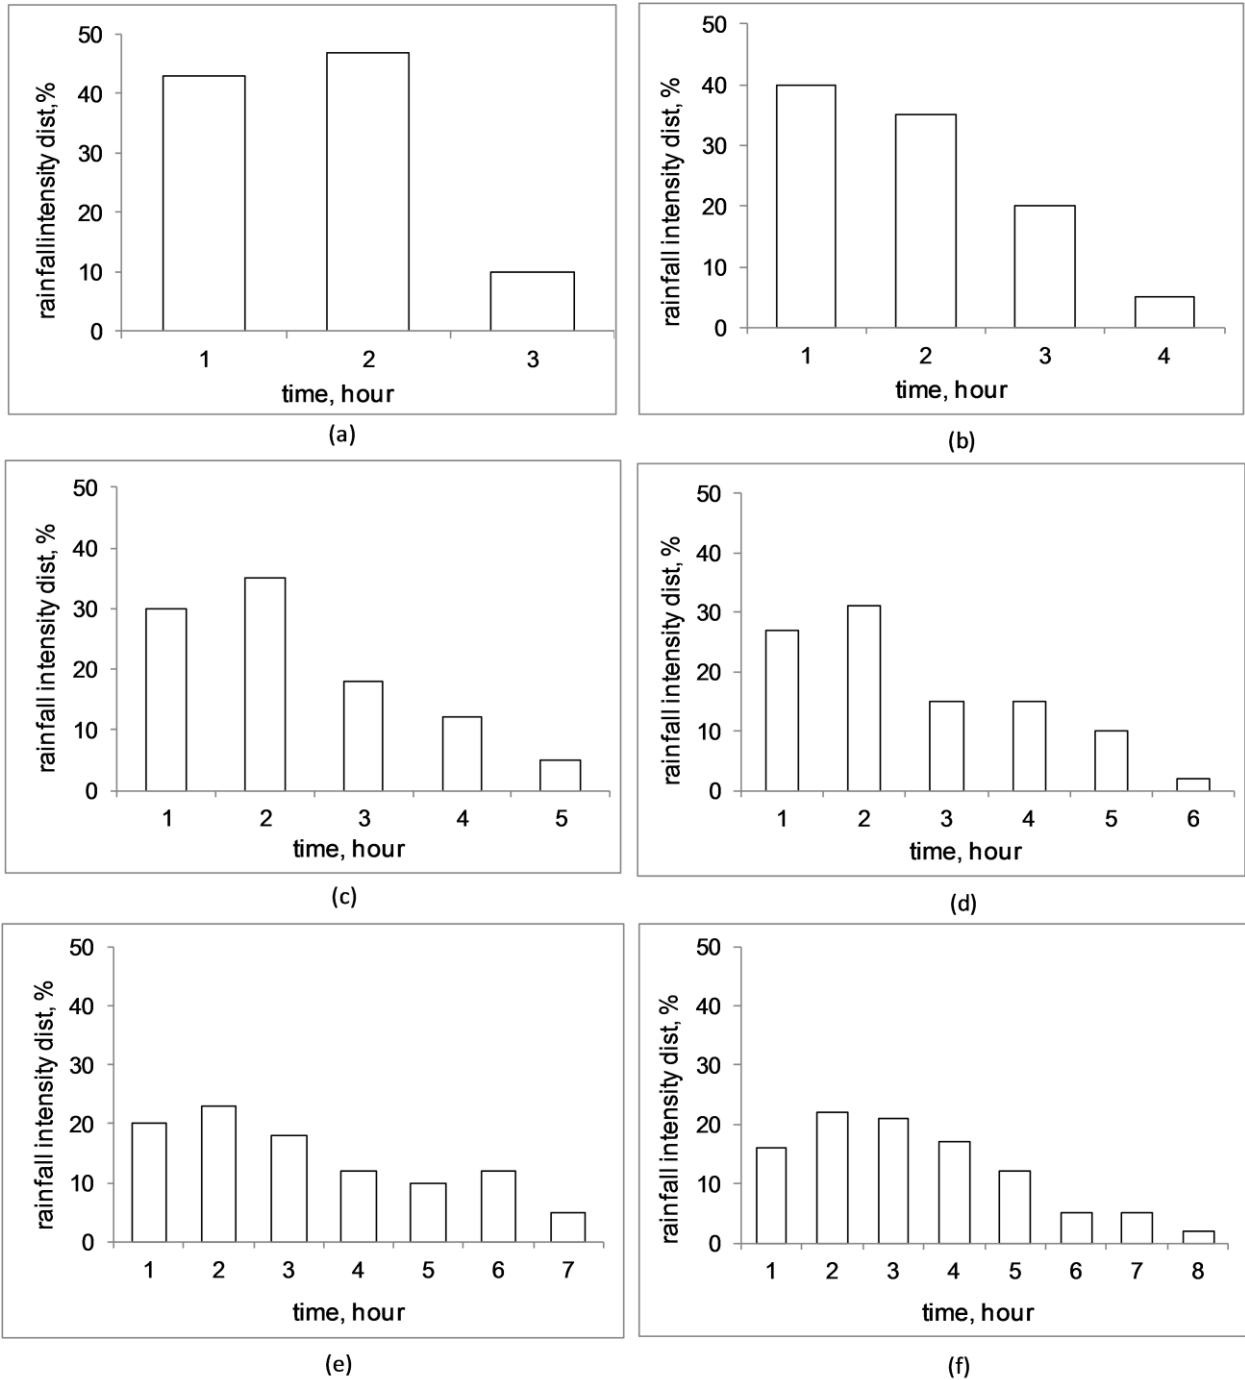 rainfallintensity dist,%
50
40
30
20
10
0
1 2 3
time, hour
(a)
rainfall intensity dist, %
50
40
30
20
10
0
1 2 3 4
time, hour
(b)
rainfall intensity dist, %
50
40
30
20
10
0
1 2 3 4 5
time, hour
(c)
rainfall intensity dist, %
50
40
30
20
10
0
1 2 3 4 5 6
time, hour
(d)
rainfall intensity dist, %
50
40
30
20
10
0
1 2 3 4 5 6 7
time, hour
(e)
rainfall intensity dist, %
50
40
30
20
10
0
1 2 3 4 5 6 7 8
time, hour
(f)